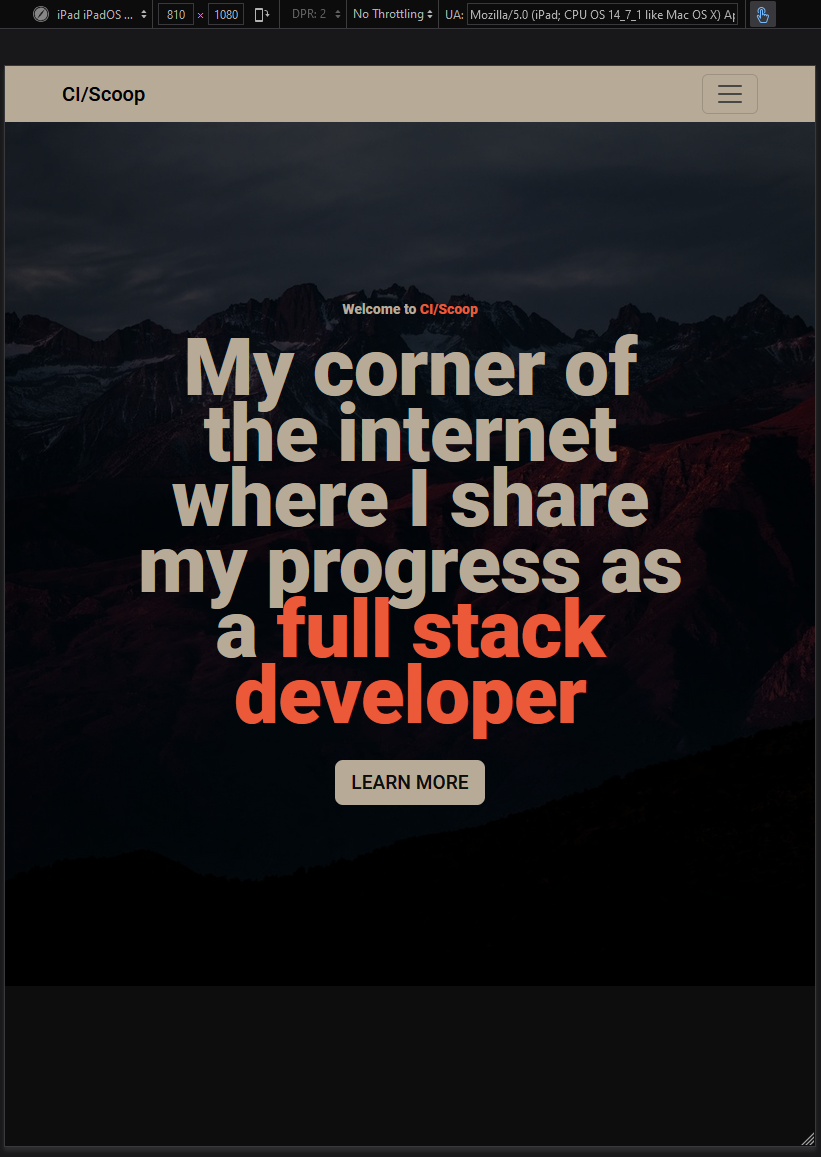 iPad iPadOS ... 810 × 1080 DPR: 2 No Throttling UA: Mozilla/5.0 (iPad; CPU OS 14_7_1 like Mac OS X) Ap
CI/Scoop
Welcome to CI/Scoop
My corner of
the internet
where I share
my progress as
a full stack
developer
LEARN MORE